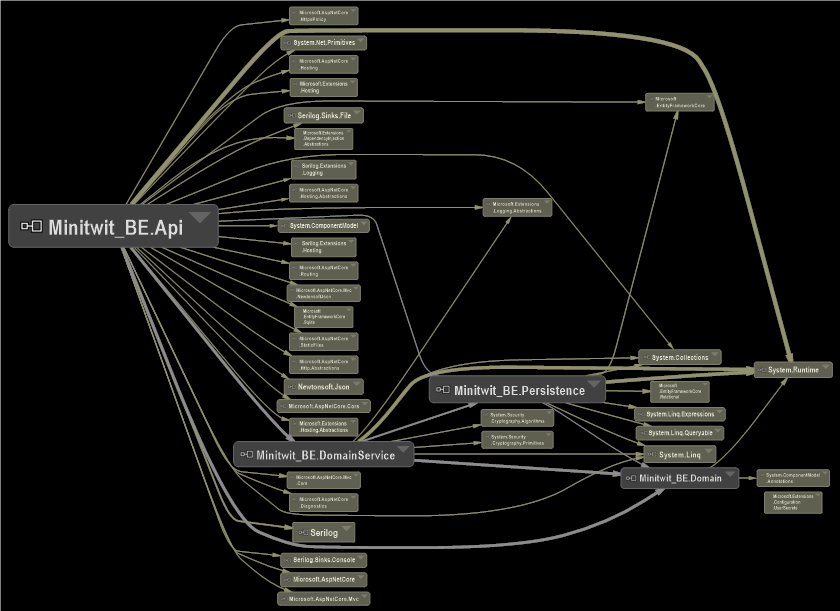 Microsoft.AspNetCore
.HttpsPolicy
System.Net.Primitives
Microsoft.AspNetCore
.Hosting
Microsoft.Extensions
.Hosting
Microsoft
.EntityFrameworkCore
Serilog.Sinks.File
Microsoft.Extensions
.DependencyInjection
.Abstractions
Serilog.Extensions
.Logging
Microsoft.AspNetCore
.Hosting.Abstractions
Microsoft.Extensions
.Logging.Abstractions
Minitwit_BE.Api
System.ComponentModel
Serilog.Extensions
.Hosting
Microsoft.AspNetCore
.Routing
Microsoft.AspNetCore.Mvc
.NewtonsoftJson
Microsoft
.EntityFrameworkCore
.Sqlite
Microsoft.AspNetCore
.StaticFiles
System.Collections
Microsoft.AspNetCore
.Http.Abstractions
System.Runtime
Newtonsoft.Json
Minitwit_BE.Persistence
Microsoft
.EntityFrameworkCore
.Relational
Microsoft.AspNetCore.Cors
System.Linq.Expressions
System.Security
.Cryptography.Algorithms
Microsoft.Extensions
.Hosting.Abstractions
System.Linq.Queryable
System.Security
.Cryptography.Primitives
Minitwit_BE.DomainService
System.Linq
Microsoft.AspNetCore.Mvc
.Core
Minitwit_BE.Domain
System.ComponentModel
.Annotations
Microsoft.AspNetCore
.Diagnostics
Microsoft.Extensions
.Configuration
.UserSecrets
Serilog
Serilog.Sinks.Console
Microsoft.AspNetCore
Microsoft.AspNetCore.Mvc